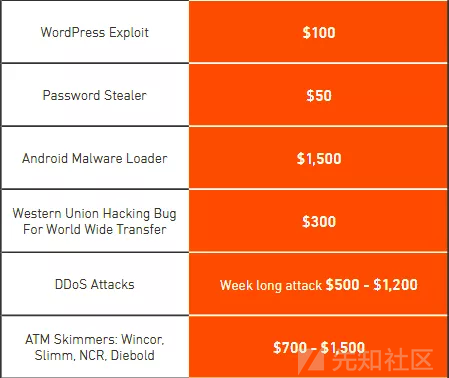 WordPress Exploit
$100
Password Stealer
$50
Android Malware Loader
$1,500
Western Union Hacking Bug
For World Wide Transfer
$300
DDoS Attacks
Week long attack $500 - $1,200
ATM Skimmers: Wincor,
Slimm, NCR, Diebold
$700 - $1,500
先知社区